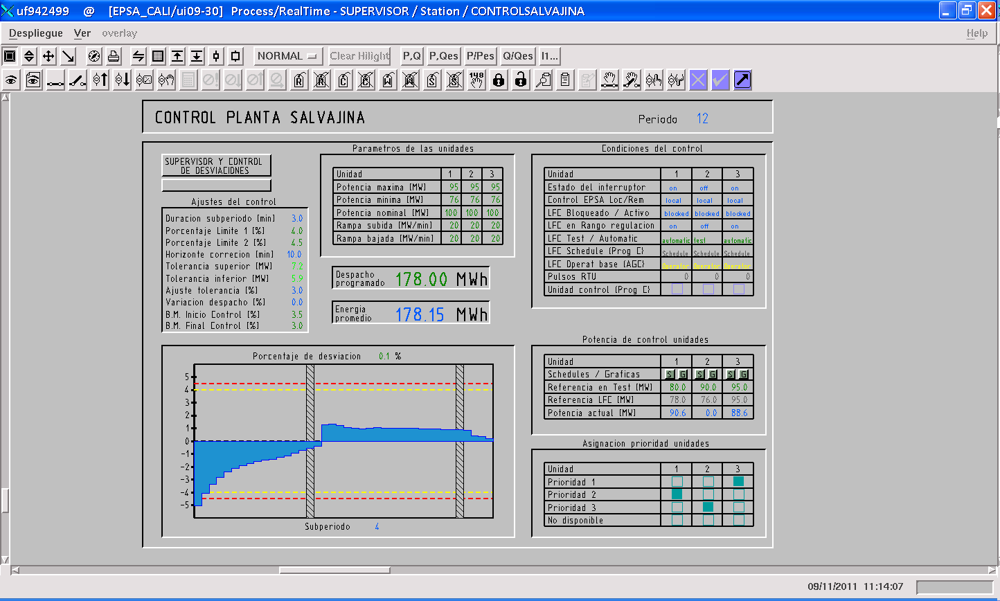 uf942499 @ [EPSA_CALI/ui09-30] Process/RealTime - SUPERVISOR / Station / CONTROLSALVAJINA
Despliegue Ver overlay Help
NORMAL Clear Hilight P,Q P,Qes P/Pes Q/Qes I1...
R R C C W W S S 148
CONTROL PLANTA SALVAJINA Periodo 12
SUPERVISOR Y CONTROL
DE DESVIACIONES
Ajustes del control
Duracion subperiodo (min) 3.0
Porcentaje Limite 1 (%) 4.0
Porcentaje Limite 2 (%) 4.5
Horizonte correcion (min) 10.0
Tolerancia superior (MW) 7.2
Tolerancia inferior (MW) 5.9
Ajuste tolerancia (%) 3.0
Variacion despacho (%) 0.0
B.M. Inicio Control (%) 3.5
B.M. Final Control (%) 3.0
Parametros de las unidades
Unidad 1 2 3
Potencia maxima (MW) 95 95 95
Potencia minima (MW) 76 76 76
Potencia nominal (MW) 100 100 100
Rampa subida (MW/min) 20 20 20
Rampa bajada (MW/min) 20 20 20
Despacho
programado 178.00 MWh
Energia
promedio 178.15 MWh
Condiciones del control
Unidad 1 2 3
Estado del interruptor on off on
Control EPSA Loc/Rem local local local
LFC Bloqueado / Activo blocked blocked blocked
LFC en Rango regulacion on off on
LFC Test / Automatic automatic test automatic
LFC Schedule (Prog C) Schedule Schedule Schedule
LFC Operat base (AGC) Operator Operator Operator
Pulsos RTU 0 0 0
Unidad control (Prog C)
Porcentaje de desviacion 0.1 %
5
4
3
2
1
0
-1
-2
-3
-4
-5
Subperiodo 4
Potencia de control unidades
Unidad 1 2 3
Schedules / Graficas S G S G S G
Referencia en Test (MW) 80.0 90.0 95.0
Referencia LFC (MW) 78.0 76.0 95.0
Potencia actual (MW) 90.6 0.0 88.6
Asignacion prioridad unidades
Unidad 1 2 3
Prioridad 1
Prioridad 2
Prioridad 3
No disponible
09/11/2011 11:14:07